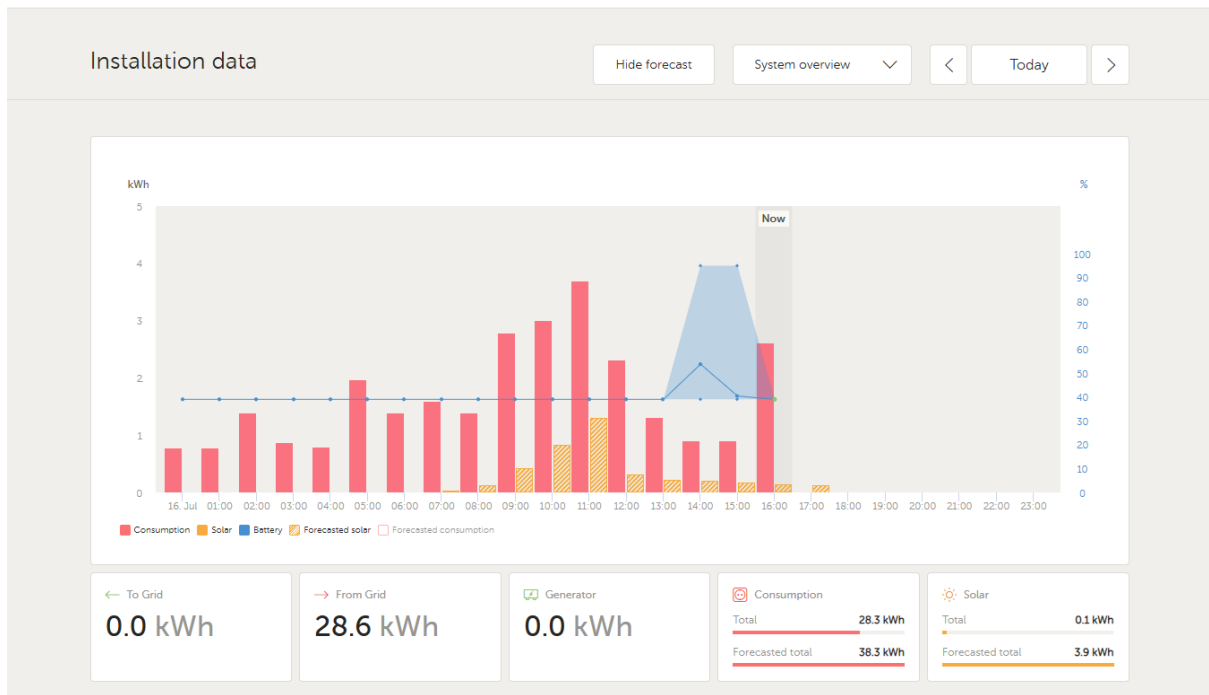 Installation data
Hide forecast
System overview
Today
kWh
%
5
Now
4
100
90
80
3
70
60
2
50
40
1
30
20
10
0
0
16. Jul 01:00 02:00 03:00 04:00 05:00 06:00 07:00 08:00 09:00 10:00 11:00 12:00 13:00 14:00 15:00 16:00 17:00 18:00 19:00 20:00 21:00 22:00 23:00
Consumption Solar Battery Forecasted solar Forecasted consumption
To Grid
0.0 kWh
From Grid
28.6 kWh
Generator
0.0 kWh
Consumption
Total 28.3 kWh
Forecasted total 38.3 kWh
Solar
Total 0.1 kWh
Forecasted total 3.9 kWh